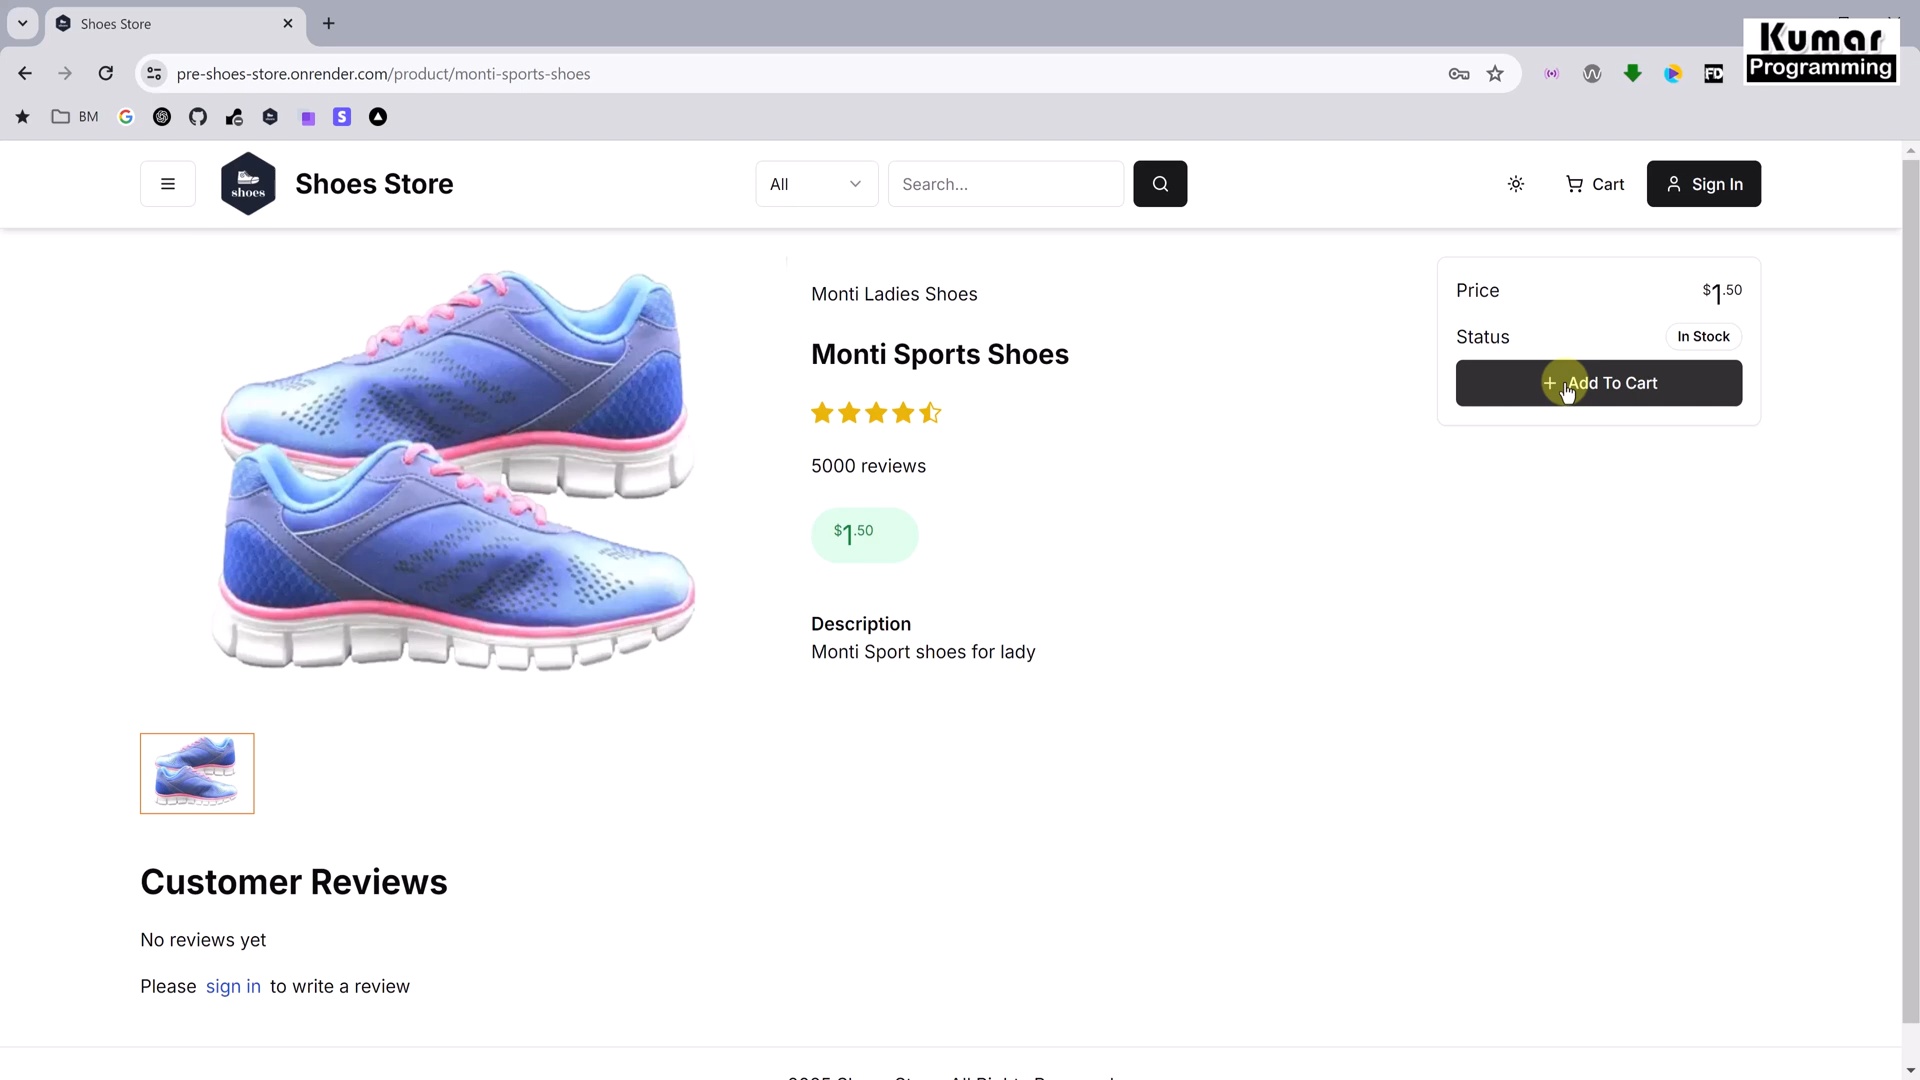 Shoes Store
Kumar
Programming
pre-shoes-store.onrender.com/product/monti-sports-shoes
FD
BM
S
shoes
Shoes Store
All
Search...
Cart
Sign In
Monti Ladies Shoes
Monti Sports Shoes
5000 reviews
$1.50
Description
Monti Sport shoes for lady
Price
$1.50
Status
In Stock
+ Add To Cart
Customer Reviews
No reviews yet
Please sign in to write a review